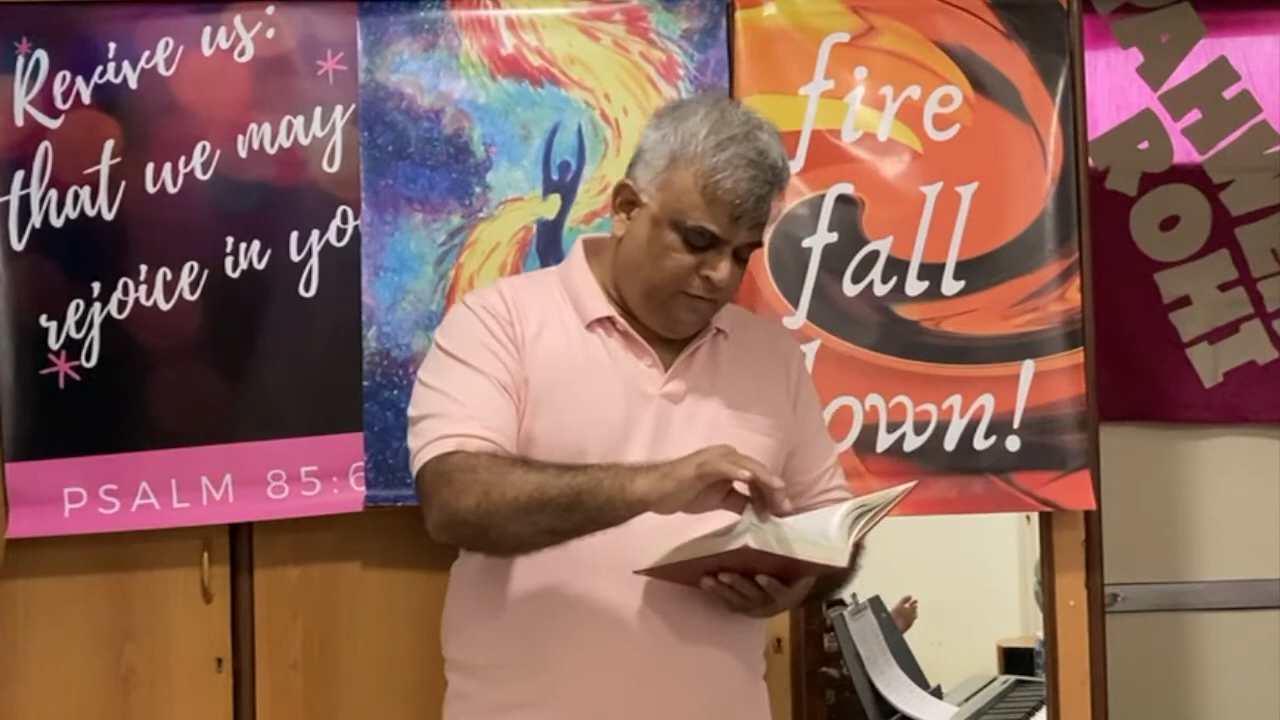 Revive us:
that we may
rejoice in yo
PSALM 85:6
fire
fall
own!